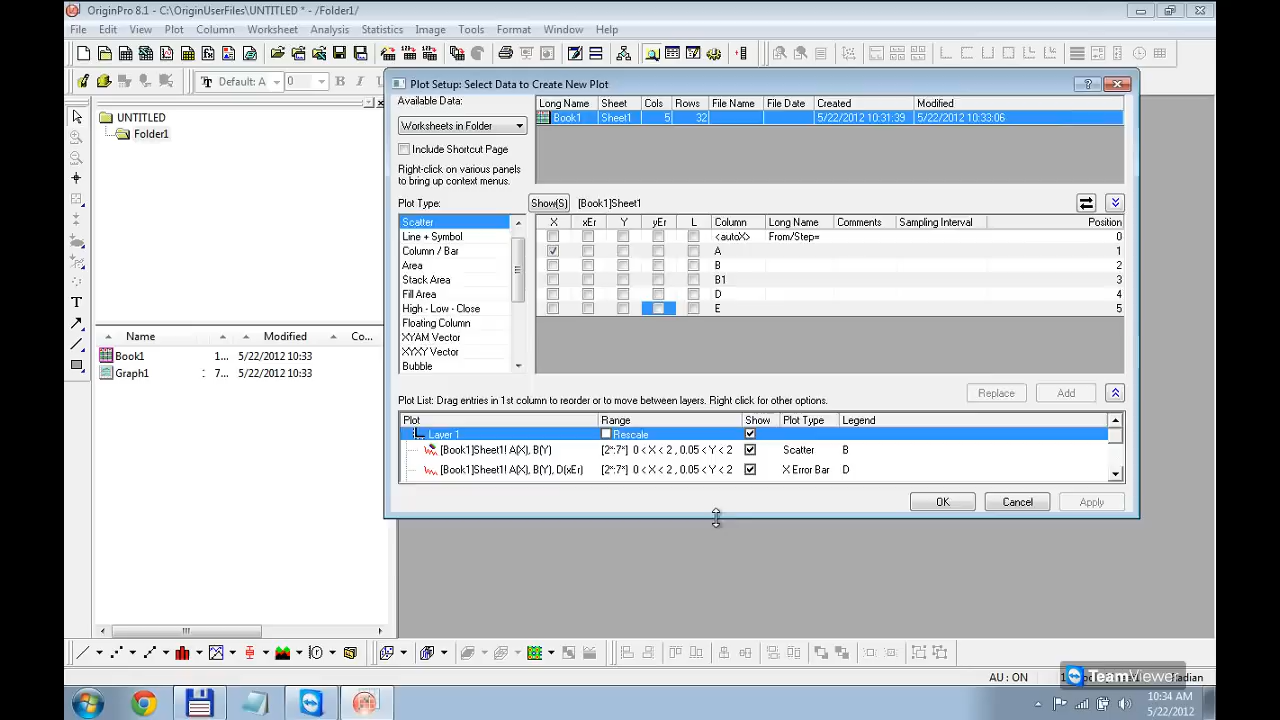 OriginPro 8.1 - C:\OriginUserFiles\UNTITLED * - /Folder1/
File Edit View Plot Column Worksheet Analysis Statistics Image Tools Format Window Help
Default: A 0 B I
Plot Setup: Select Data to Create New Plot
UNTITLED
Folder1
Available Data:
Worksheets in Folder
Include Shortcut Page
Right-click on various panels
to bring up context menus.
Long Name Sheet Cols Rows File Name File Date Created Modified
Book1 Sheet1 5 32 5/22/2012 10:31:39 5/22/2012 10:33:06
Plot Type: Show(S) [Book1]Sheet1
Scatter
Line + Symbol
Column / Bar
Area
Stack Area
Fill Area
High - Low - Close
Floating Column
XYAM Vector
XYXY Vector
Bubble
X xEr Y yEr L Column Long Name Comments Sampling Interval Position
<autoX> From/Step= 0
A 1
B 2
B1 3
D 4
E 5
Name Modified Co...
Book1 1... 5/22/2012 10:33
Graph1 : 7... 5/22/2012 10:33
Replace Add
Plot List: Drag entries in 1st column to reorder or to move between layers. Right click for other options.
Plot Range Show Plot Type Legend
Layer 1 Rescale
[Book1]Sheet1! A(X), B(Y) [2*:7*] 0 < X < 2 , 0.05 < Y < 2 Scatter B
[Book1]Sheet1! A(X), B(Y), D(xEr) [2*:7*] 0 < X < 2 , 0.05 < Y < 2 X Error Bar D
OK Cancel Apply
AU : ON
TeamViewer
10:34 AM
5/22/2012